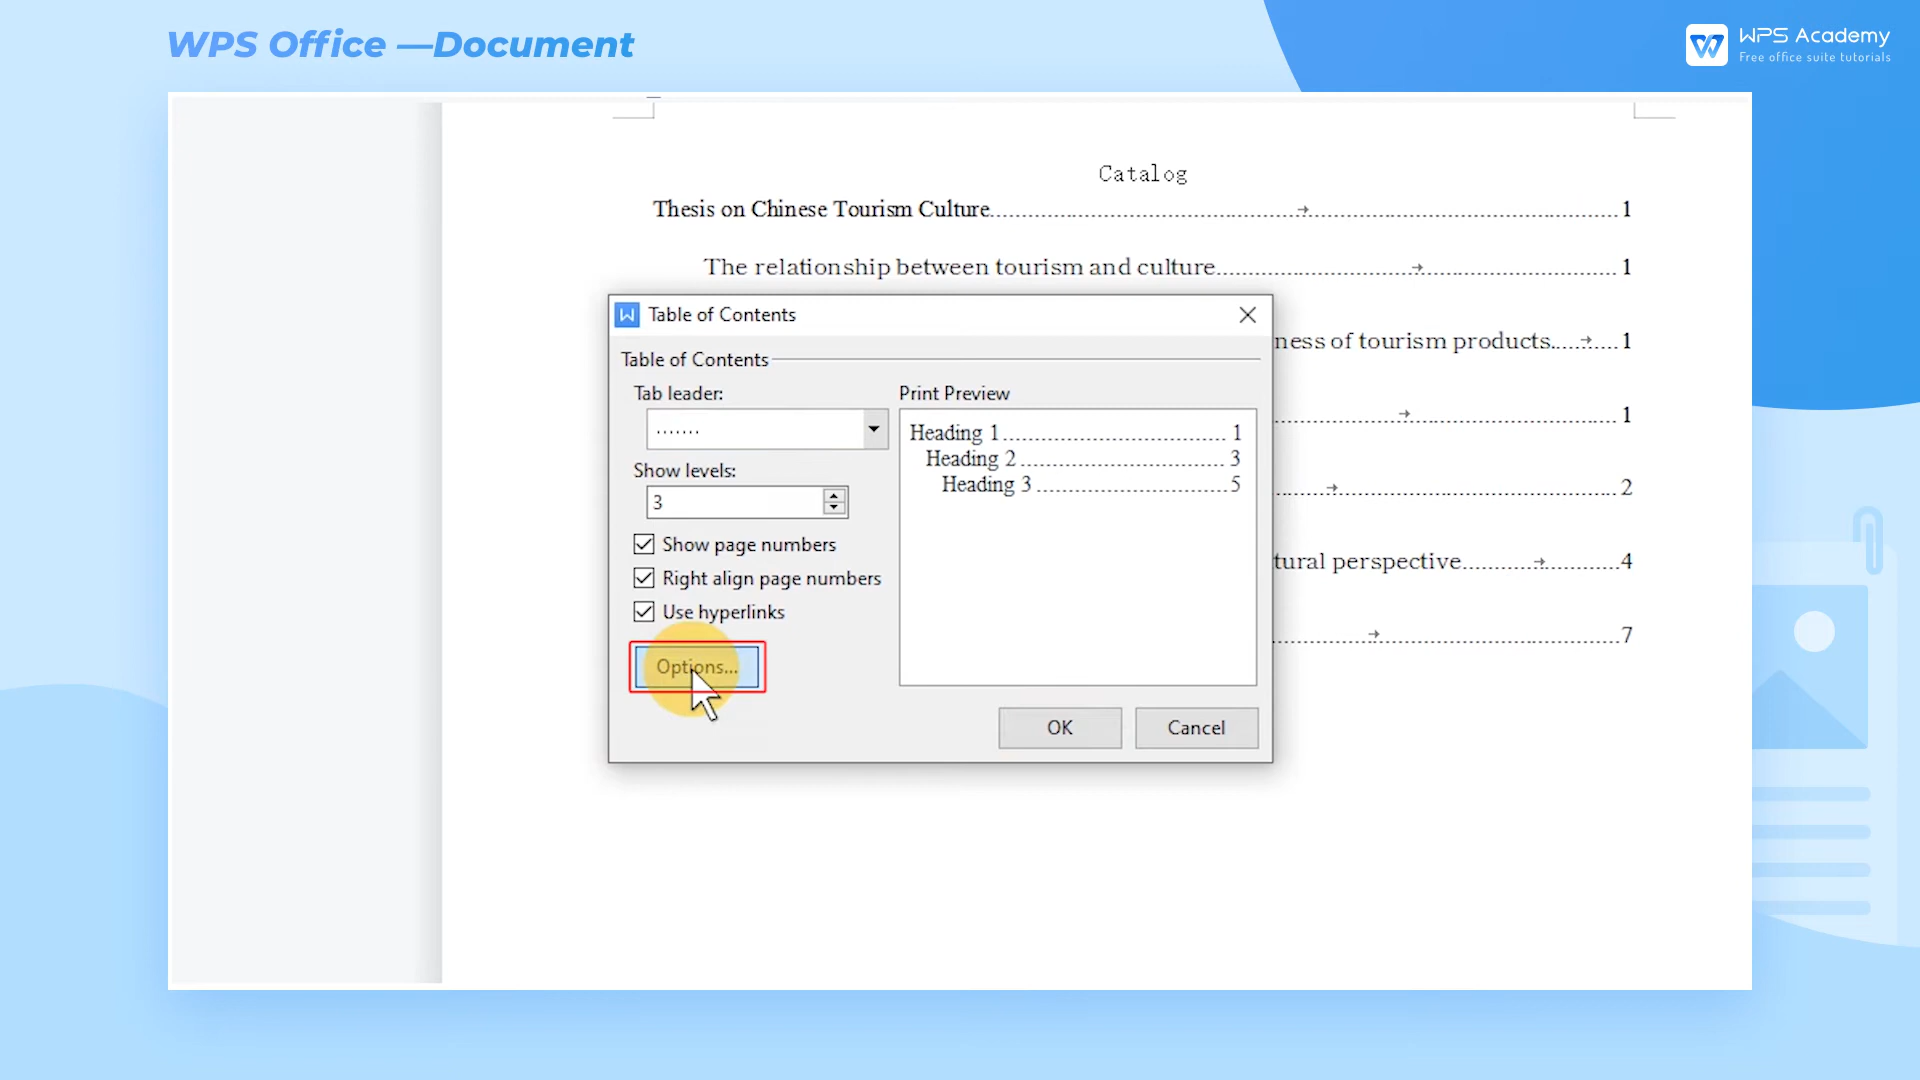 WPS Office —Document
WPS Academy
Free office suite tutorials
Catalog
Thesis on Chinese Tourism Culture......→......1
The relationship between tourism and culture......→......1
ness of tourism products......→......1
......→......1
......→......2
tural perspective......→......4
......→......7
Table of Contents
Table of Contents
Tab leader:
.......
Show levels:
3
Show page numbers
Right align page numbers
Use hyperlinks
Options...
Print Preview
Heading 1...... 1
Heading 2...... 3
Heading 3......5
OK
Cancel